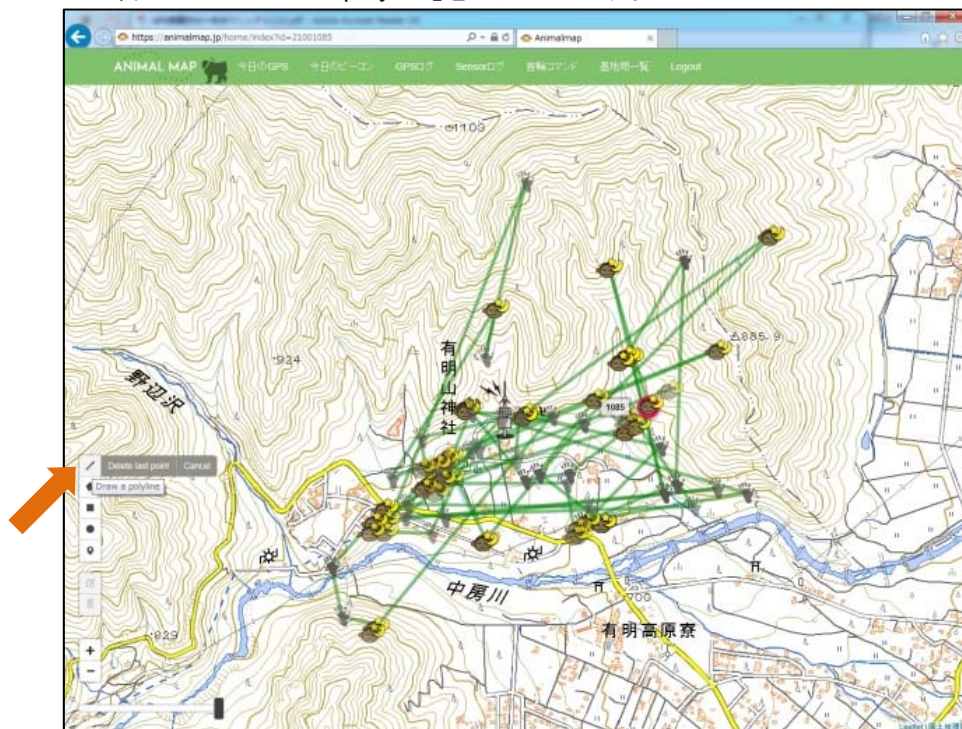 https://animalmap.jp/home/index?id=21001085
Animalmap
ANIMAL MAP
今日のGPS
今日のビーコン
GPSログ
Sensorログ
首輪コマンド
基地局一覧
Logout
1103
885.9
934
有明山神社
野辺沢
1085
Delete last point
Cancel
Draw a polyline
中房川
700
有明高原寮
829
+
−